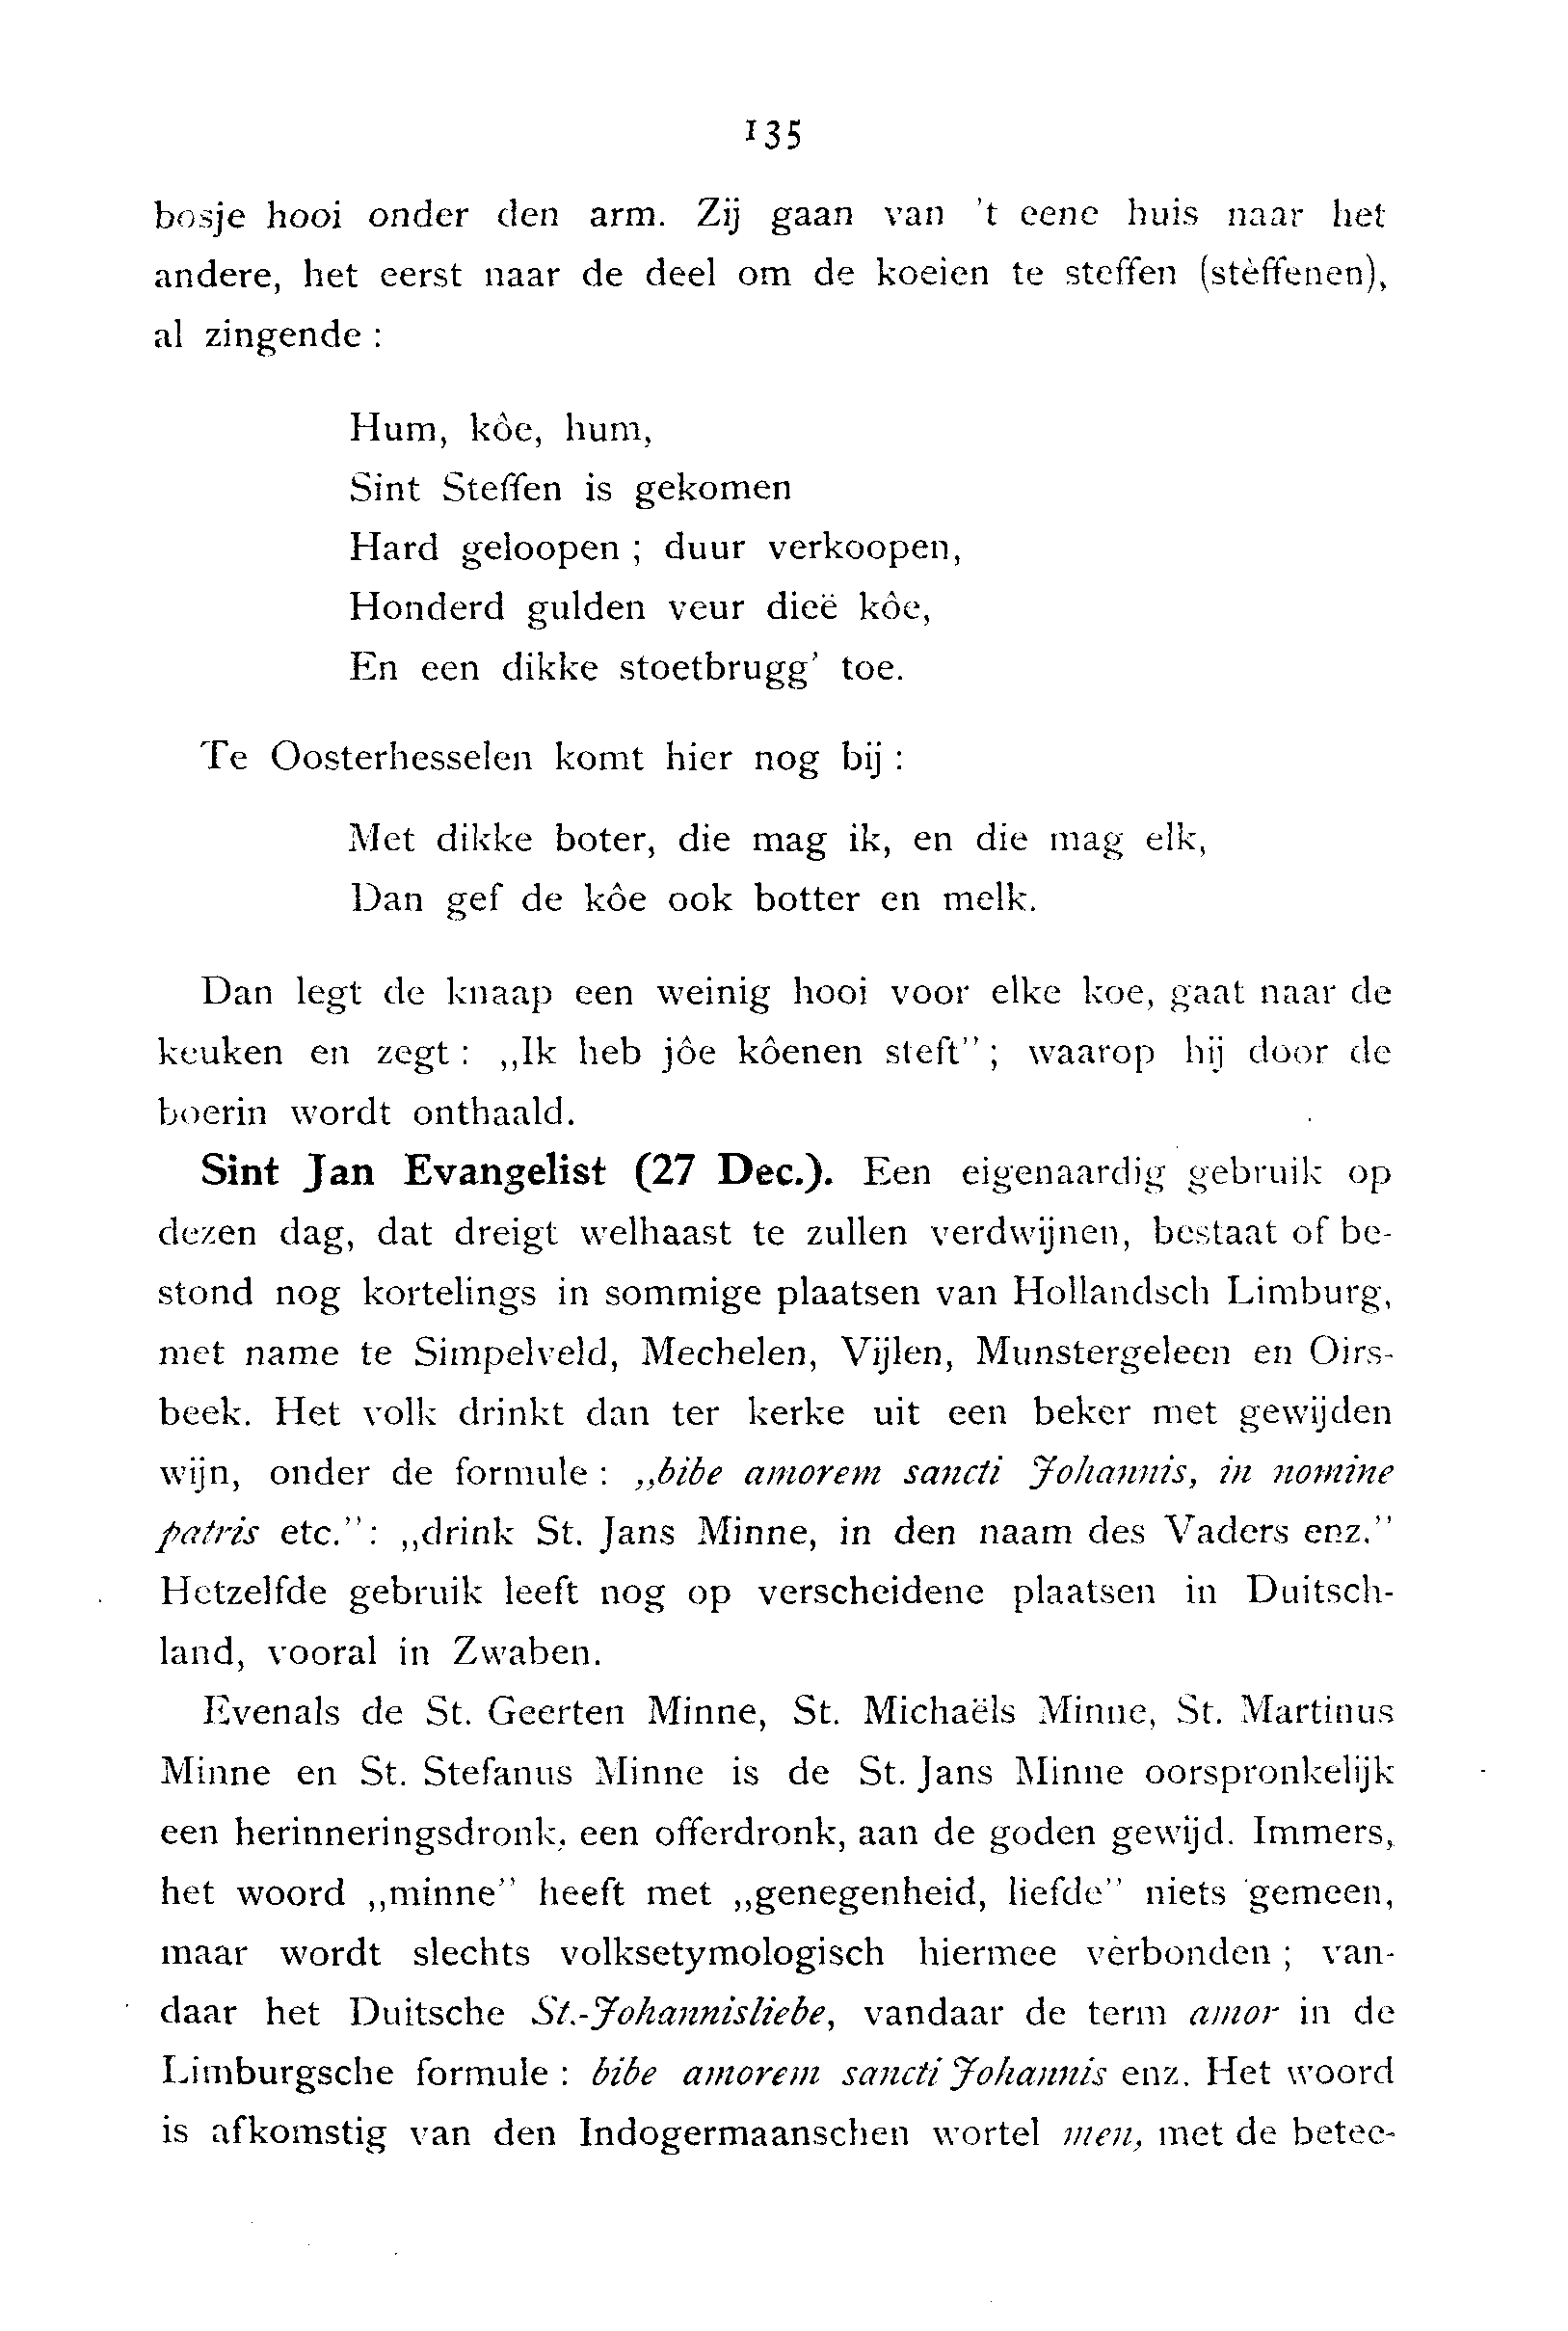 135
bosje hooi onder den arm. Zij gaan van 't eene huis naar het
andere, het eerst naar de deel om de koeien te steffen (stèffenen),
al zingende :
Hum, kôe, hum,
Sint Steffen is gekomen
Hard geloopen ; duur verkoopen,
Honderd gulden veur dieë kôe,
En een dikke stoetbrugg' toe.
Te Oosterhesselen komt hier nog bij :
Met dikke boter, die mag ik, en die mag elk,
Dan gef de kôe ook botter en melk.
Dan legt de knaap een weinig hooi voor elke koe, gaat naar de
keuken en zegt : „Ik heb jôe kôenen steft”; waarop hij door de
boerin wordt onthaald.
Sint Jan Evangelist (27 Dec.). Een eigenaardig gebruik op
dezen dag, dat dreigt welhaast te zullen verdwijnen, bestaat of be-
stond nog kortelings in sommige plaatsen van Hollandsch Limburg,
met name te Simpelveld, Mechelen, Vijlen, Munstergeleen en Oirs-
beek. Het volk drinkt dan ter kerke uit een beker met gewijden
wijn, onder de formule : „bibe amorem sancti Johannis, in nomine
patris etc.”: „drink St. Jans Minne, in den naam des Vaders enz.”
Hetzelfde gebruik leeft nog op verscheidene plaatsen in Duitsch-
land, vooral in Zwaben.
Evenals de St. Geerten Minne, St. Michaëls Minne, St. Martinus
Minne en St. Stefanus Minne is de St. Jans Minne oorspronkelijk
een herinneringsdronk, een offerdronk, aan de goden gewijd. Immers,
het woord „minne” heeft met „genegenheid, liefde” niets gemeen,
maar wordt slechts volksetymologisch hiermee verbonden ; van-
daar het Duitsche St.-Johannisliebe, vandaar de term amor in de
Limburgsche formule : bibe amorem sancti Johannis enz. Het woord
is afkomstig van den Indogermaanschen wortel men, met de betee-